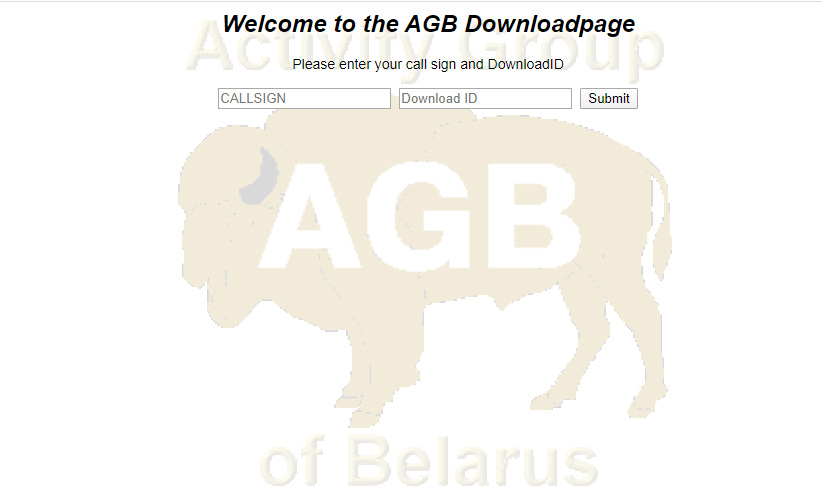 Welcome to the AGB Downloadpage
Activity Group
Please enter your call sign and DownloadID
CALLSIGN Download ID Submit
AGB
of Belarus